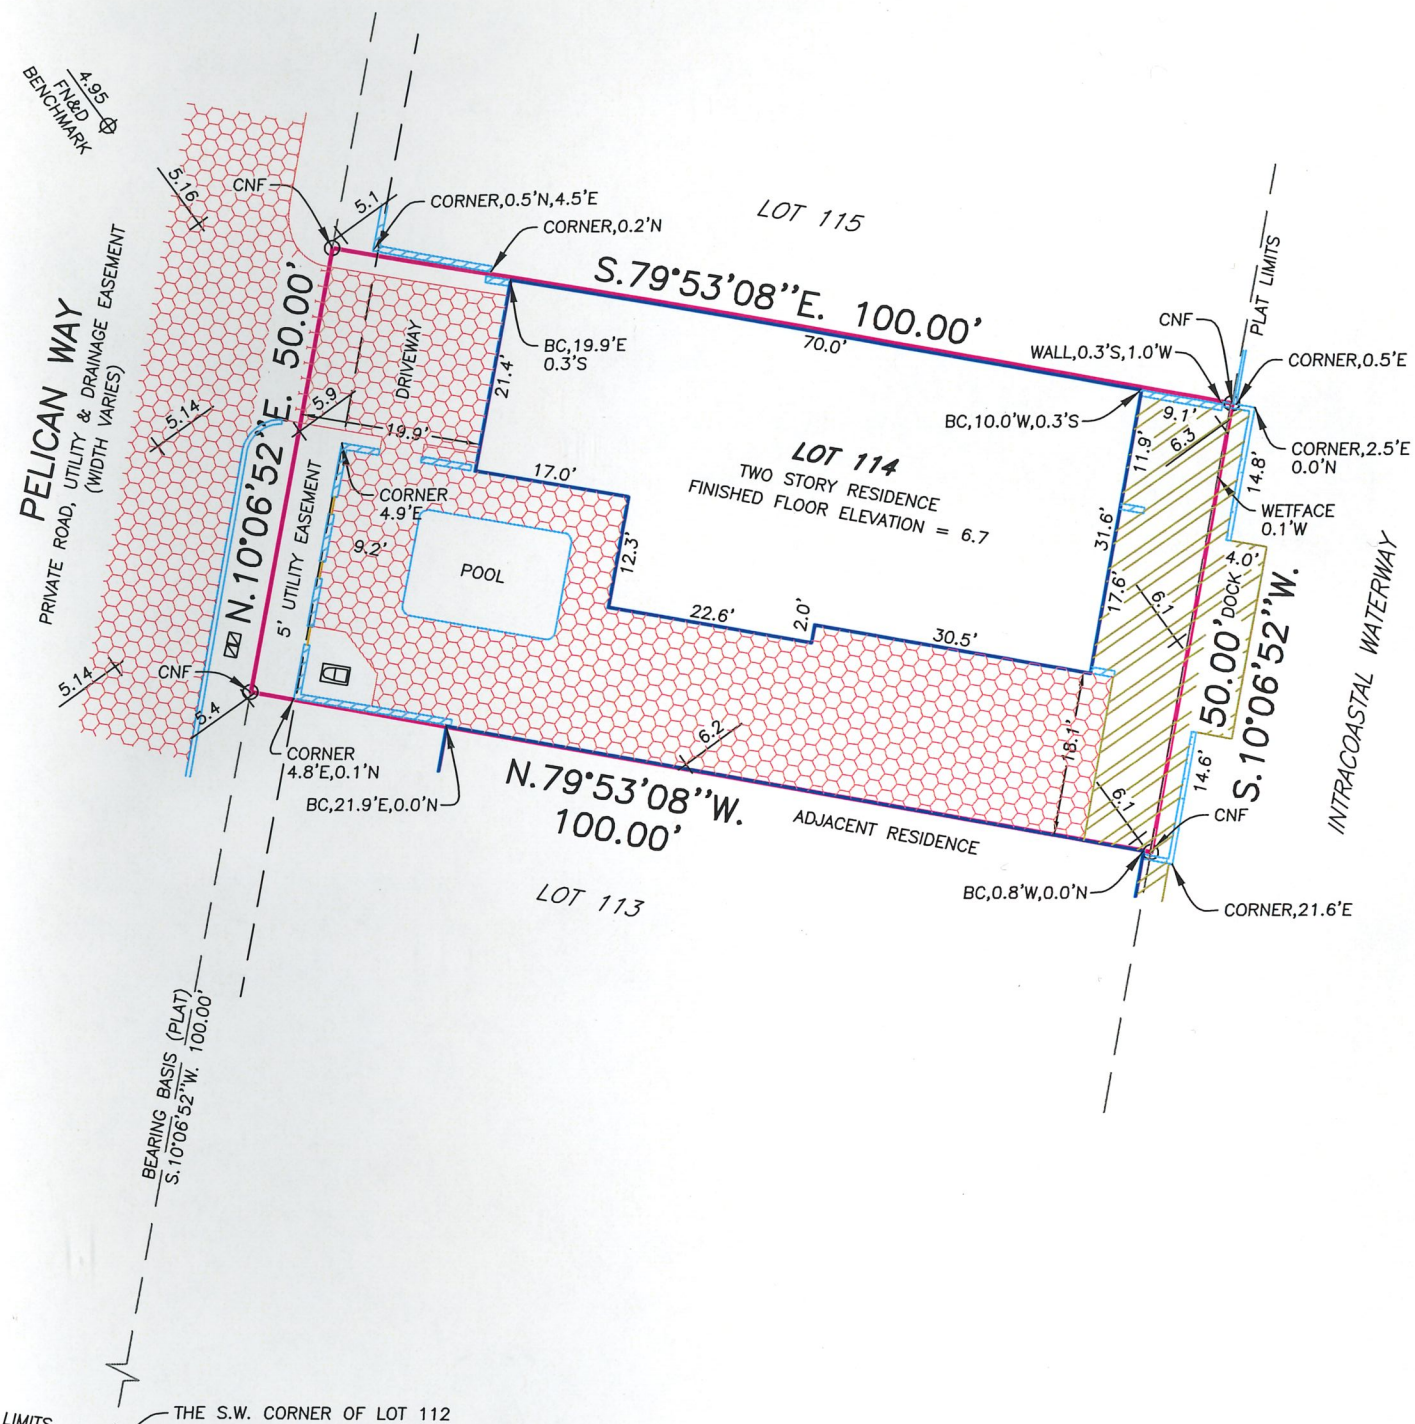 4.95
FN&D
BENCHMARK
5.16
CNF
5.1
CORNER,0.5'N,4.5'E
CORNER,0.2'N
LOT 115
PLAT LIMITS
S.79°53'08"E. 100.00'
70.0'
PELICAN WAY
PRIVATE ROAD, UTILITY & DRAINAGE EASEMENT
(WIDTH VARIES)
5.14
N.10°06'52"E. 50.00'
5.9
DRIVEWAY
21.4'
BC,19.9'E
0.3'S
19.9'
CNF
WALL,0.3'S,1.0'W
CORNER,0.5'E
BC,10.0'W,0.3'S
9.1'
6.3
11.9'
14.8'
CORNER,2.5'E
0.0'N
WETFACE
0.1'W
LOT 114
TWO STORY RESIDENCE
FINISHED FLOOR ELEVATION = 6.7
17.0'
CORNER
4.9'E
5' UTILITY EASEMENT
9.2'
POOL
12.3'
31.6'
17.6'
4.0'
DOCK
6.1
50.00'
S.10°06'52"W.
INTRACOASTAL WATERWAY
22.6'
2.0'
30.5'
5.14
CNF
5.4
CORNER
4.8'E,0.1'N
BC,21.9'E,0.0'N
6.2
18.1'
N.79°53'08"W.
100.00'
ADJACENT RESIDENCE
6.1
14.6'
CNF
BC,0.8'W,0.0'N
CORNER,21.6'E
LOT 113
BEARING BASIS (PLAT)
S.10°06'52"W. 100.00'
LIMITS
THE S.W. CORNER OF LOT 112